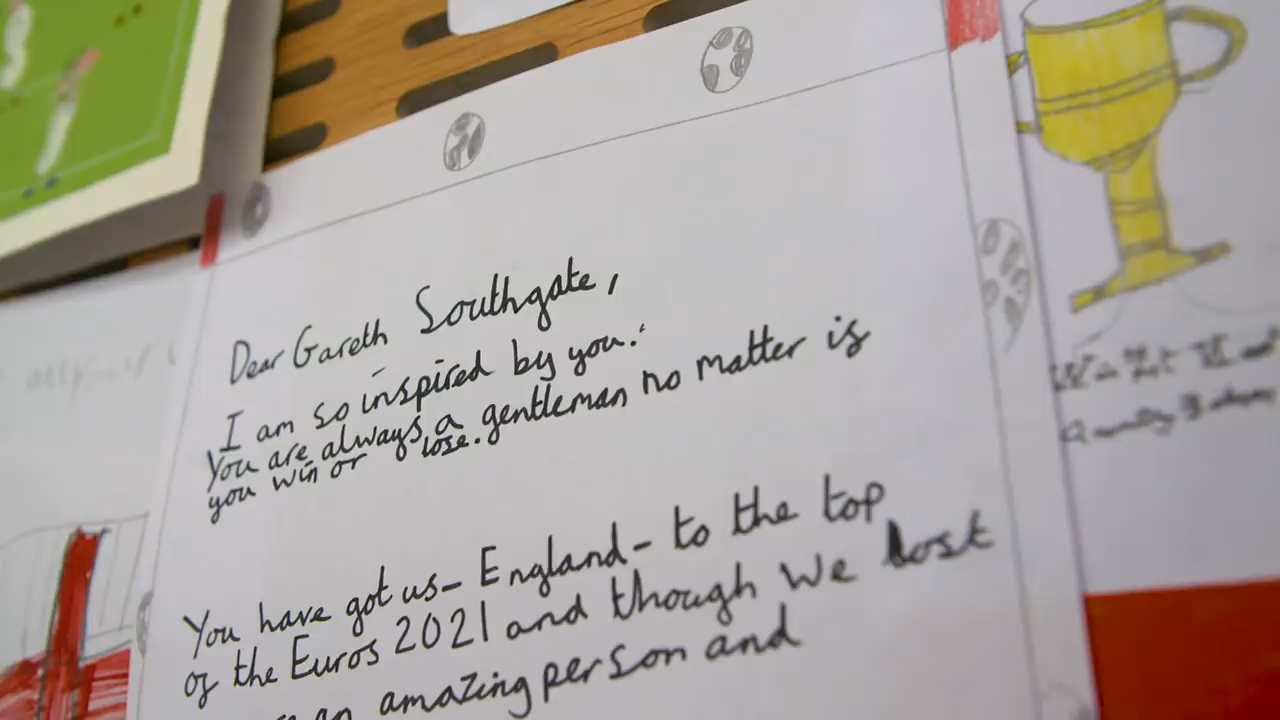 Dear Gareth Southgate,
I am so inspired by you!
You are always a gentleman no matter is
you win or lose.
You have got us- England- to the top
of the Euros 2021 and though we lost
an amazing person and